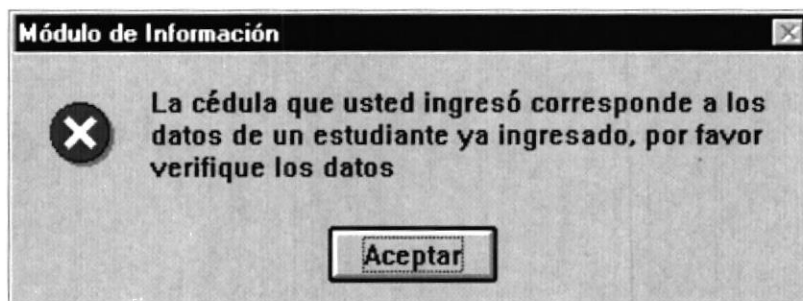 Módulo de Información
La cédula que usted ingresó corresponde a los
datos de un estudiante ya ingresado, por favor
verifique los datos
Aceptar